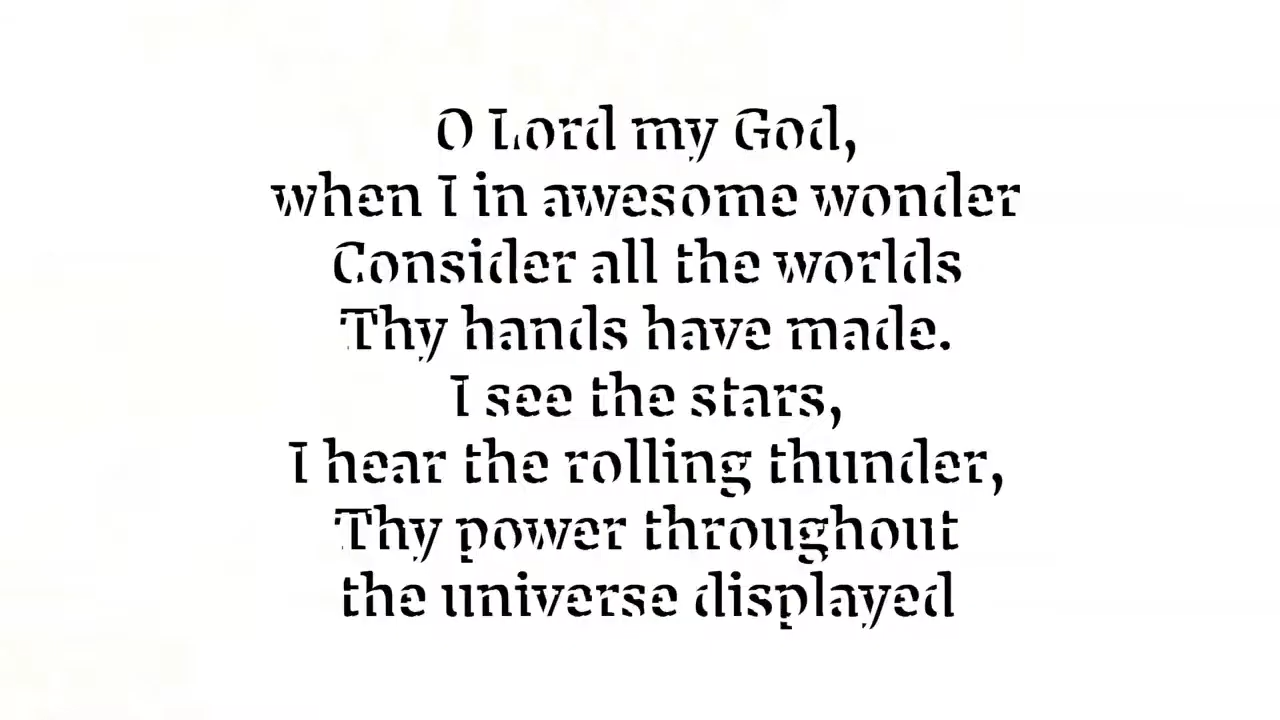 O Lord my God,
when I in awesome wonder
Consider all the worlds
Thy hands have made.
I see the stars,
I hear the rolling thunder,
Thy power throughout
the universe displayed